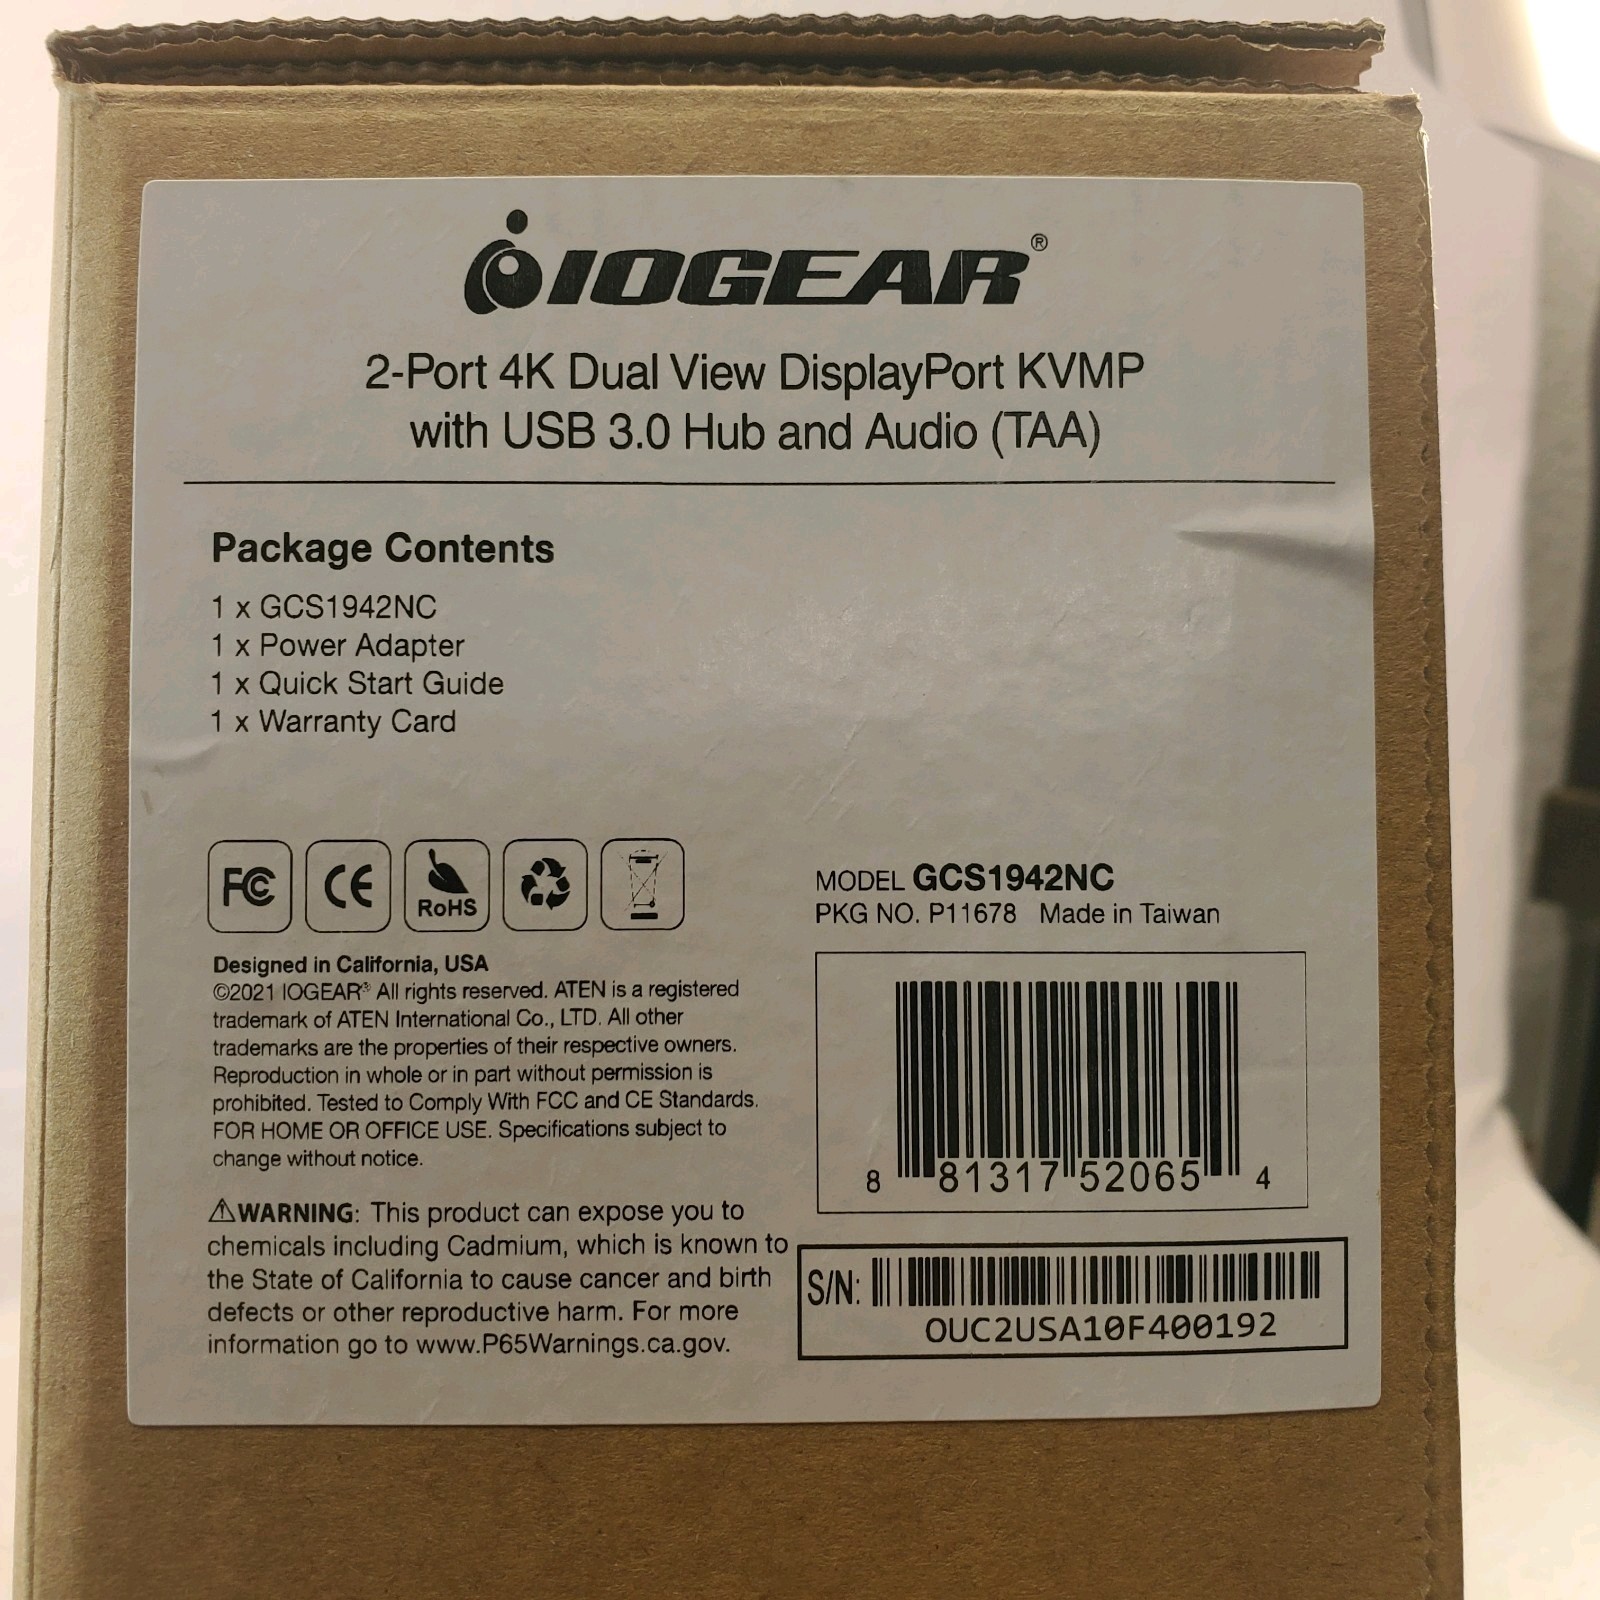 IOGEAR®
2-Port 4K Dual View DisplayPort KVMP
with USB 3.0 Hub and Audio (TAA)
Package Contents
1 x GCS1942NC
1 x Power Adapter
1 x Quick Start Guide
1 x Warranty Card
FC CE RoHS
MODEL GCS1942NC
PKG NO. P11678 Made in Taiwan
Designed in California, USA
©2021 IOGEAR® All rights reserved. ATEN is a registered
trademark of ATEN International Co., LTD. All other
trademarks are the properties of their respective owners.
Reproduction in whole or in part without permission is
prohibited. Tested to Comply With FCC and CE Standards.
FOR HOME OR OFFICE USE. Specifications subject to
change without notice.
⚠WARNING: This product can expose you to
chemicals including Cadmium, which is known to
the State of California to cause cancer and birth
defects or other reproductive harm. For more
information go to www.P65Warnings.ca.gov.
8 81317 52065 4
S/N:
OUC2USA10F400192